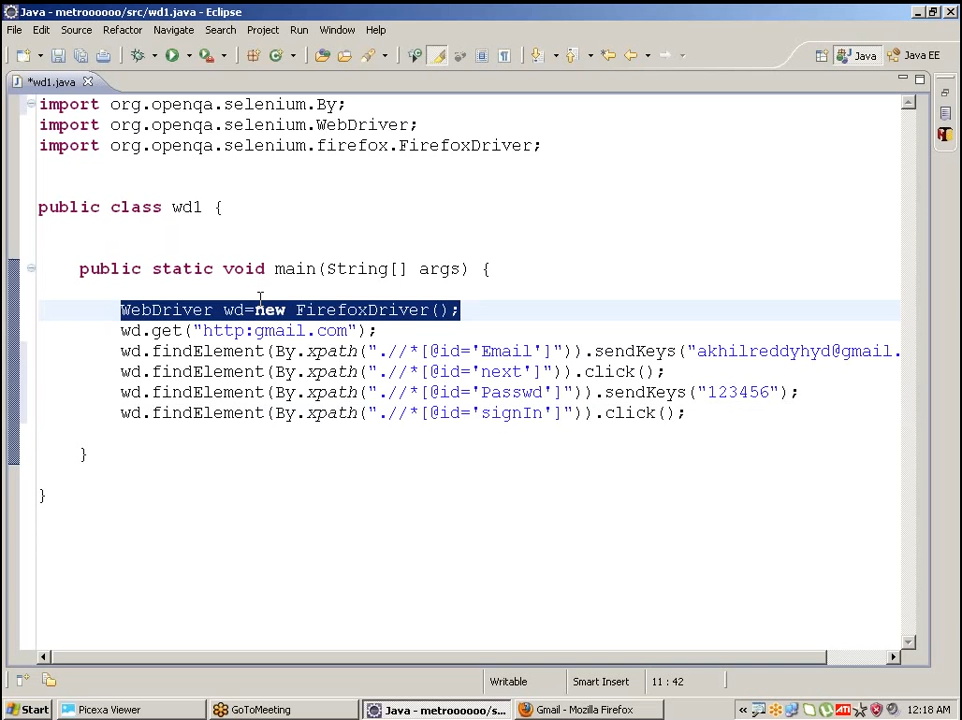 Java - metroooooo/src/wd1.java - Eclipse
File Edit Source Refactor Navigate Search Project Run Window Help
Java Java EE
*wd1.java
import org.openqa.selenium.By;
import org.openqa.selenium.WebDriver;
import org.openqa.selenium.firefox.FirefoxDriver;
public class wd1 {
public static void main(String[] args) {
WebDriver wd=new FirefoxDriver();
wd.get("http:gmail.com");
wd.findElement(By.xpath(".//*[@id='Email']")).sendKeys("akhilreddyhyd@gmail.
wd.findElement(By.xpath(".//*[@id='next']")).click();
wd.findElement(By.xpath(".//*[@id='Passwd']")).sendKeys("123456");
wd.findElement(By.xpath(".//*[@id='signIn']")).click();
}
}
Writable Smart Insert 11 : 42
Start Picexa Viewer GoToMeeting Java - metroooooo/s... Gmail - Mozilla Firefox 12:18 AM